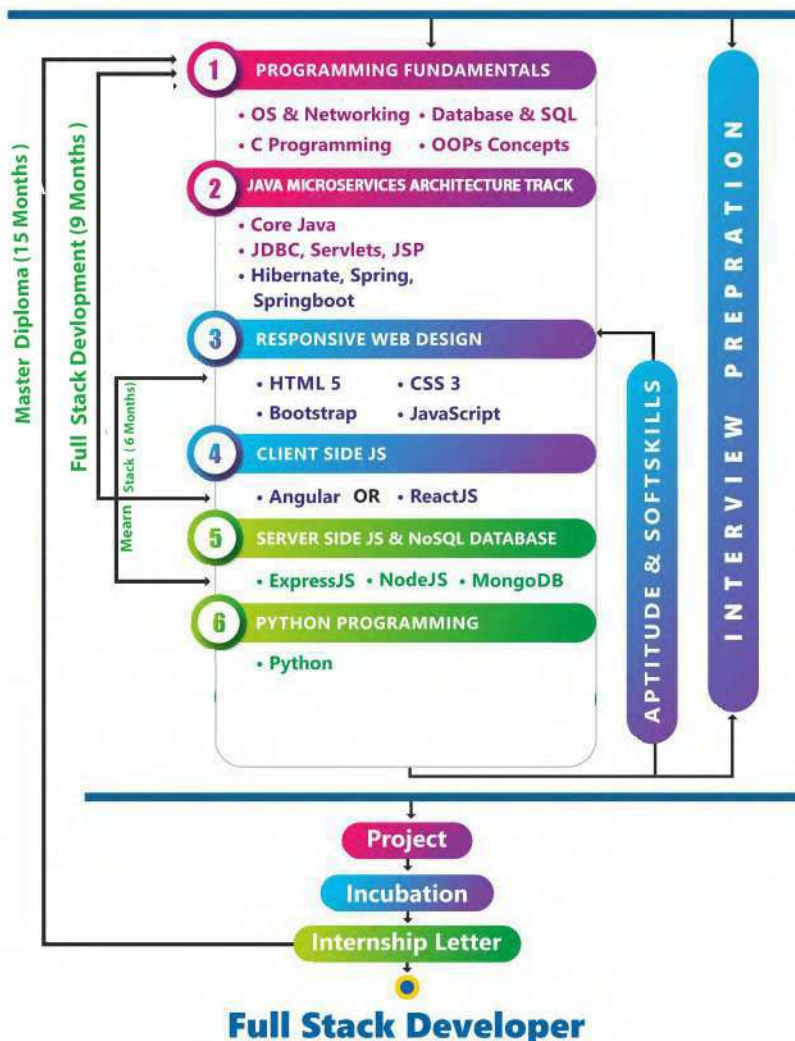 1 PROGRAMMING FUNDAMENTALS
• OS & Networking • Database & SQL
• C Programming • OOPs Concepts
2 JAVA MICROSERVICES ARCHITECTURE TRACK
• Core Java
• JDBC, Servlets, JSP
• Hibernate, Spring,
Springboot
3 RESPONSIVE WEB DESIGN
• HTML 5 • CSS 3
• Bootstrap • JavaScript
4 CLIENT SIDE JS
• Angular OR • ReactJS
5 SERVER SIDE JS & NoSQL DATABASE
• ExpressJS • NodeJS • MongoDB
6 PYTHON PROGRAMMING
• Python
Master Diploma (15 Months)
Full Stack Devlopment (9 Months )
Mearn Stack ( 6 Months)
APTITUDE & SOFTSKILLS
INTERVIEW PREPRATION
Project
Incubation
Internship Letter
Full Stack Developer